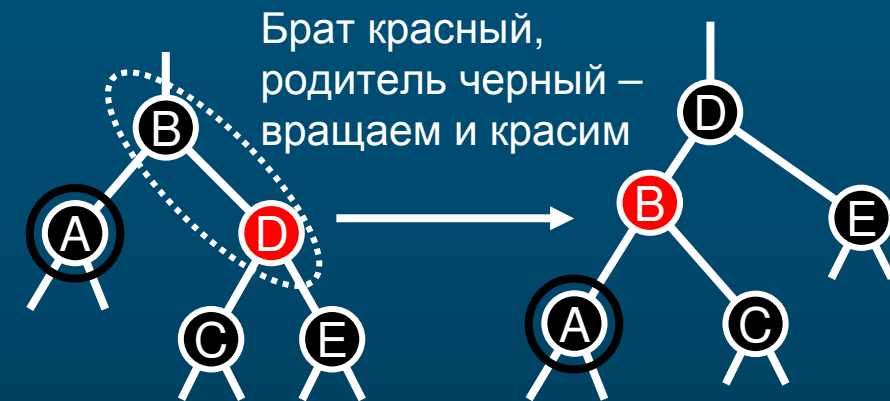 Брат красный,
родитель черный –
вращаем и красим
B
D
A
D
B
E
C
E
A
C